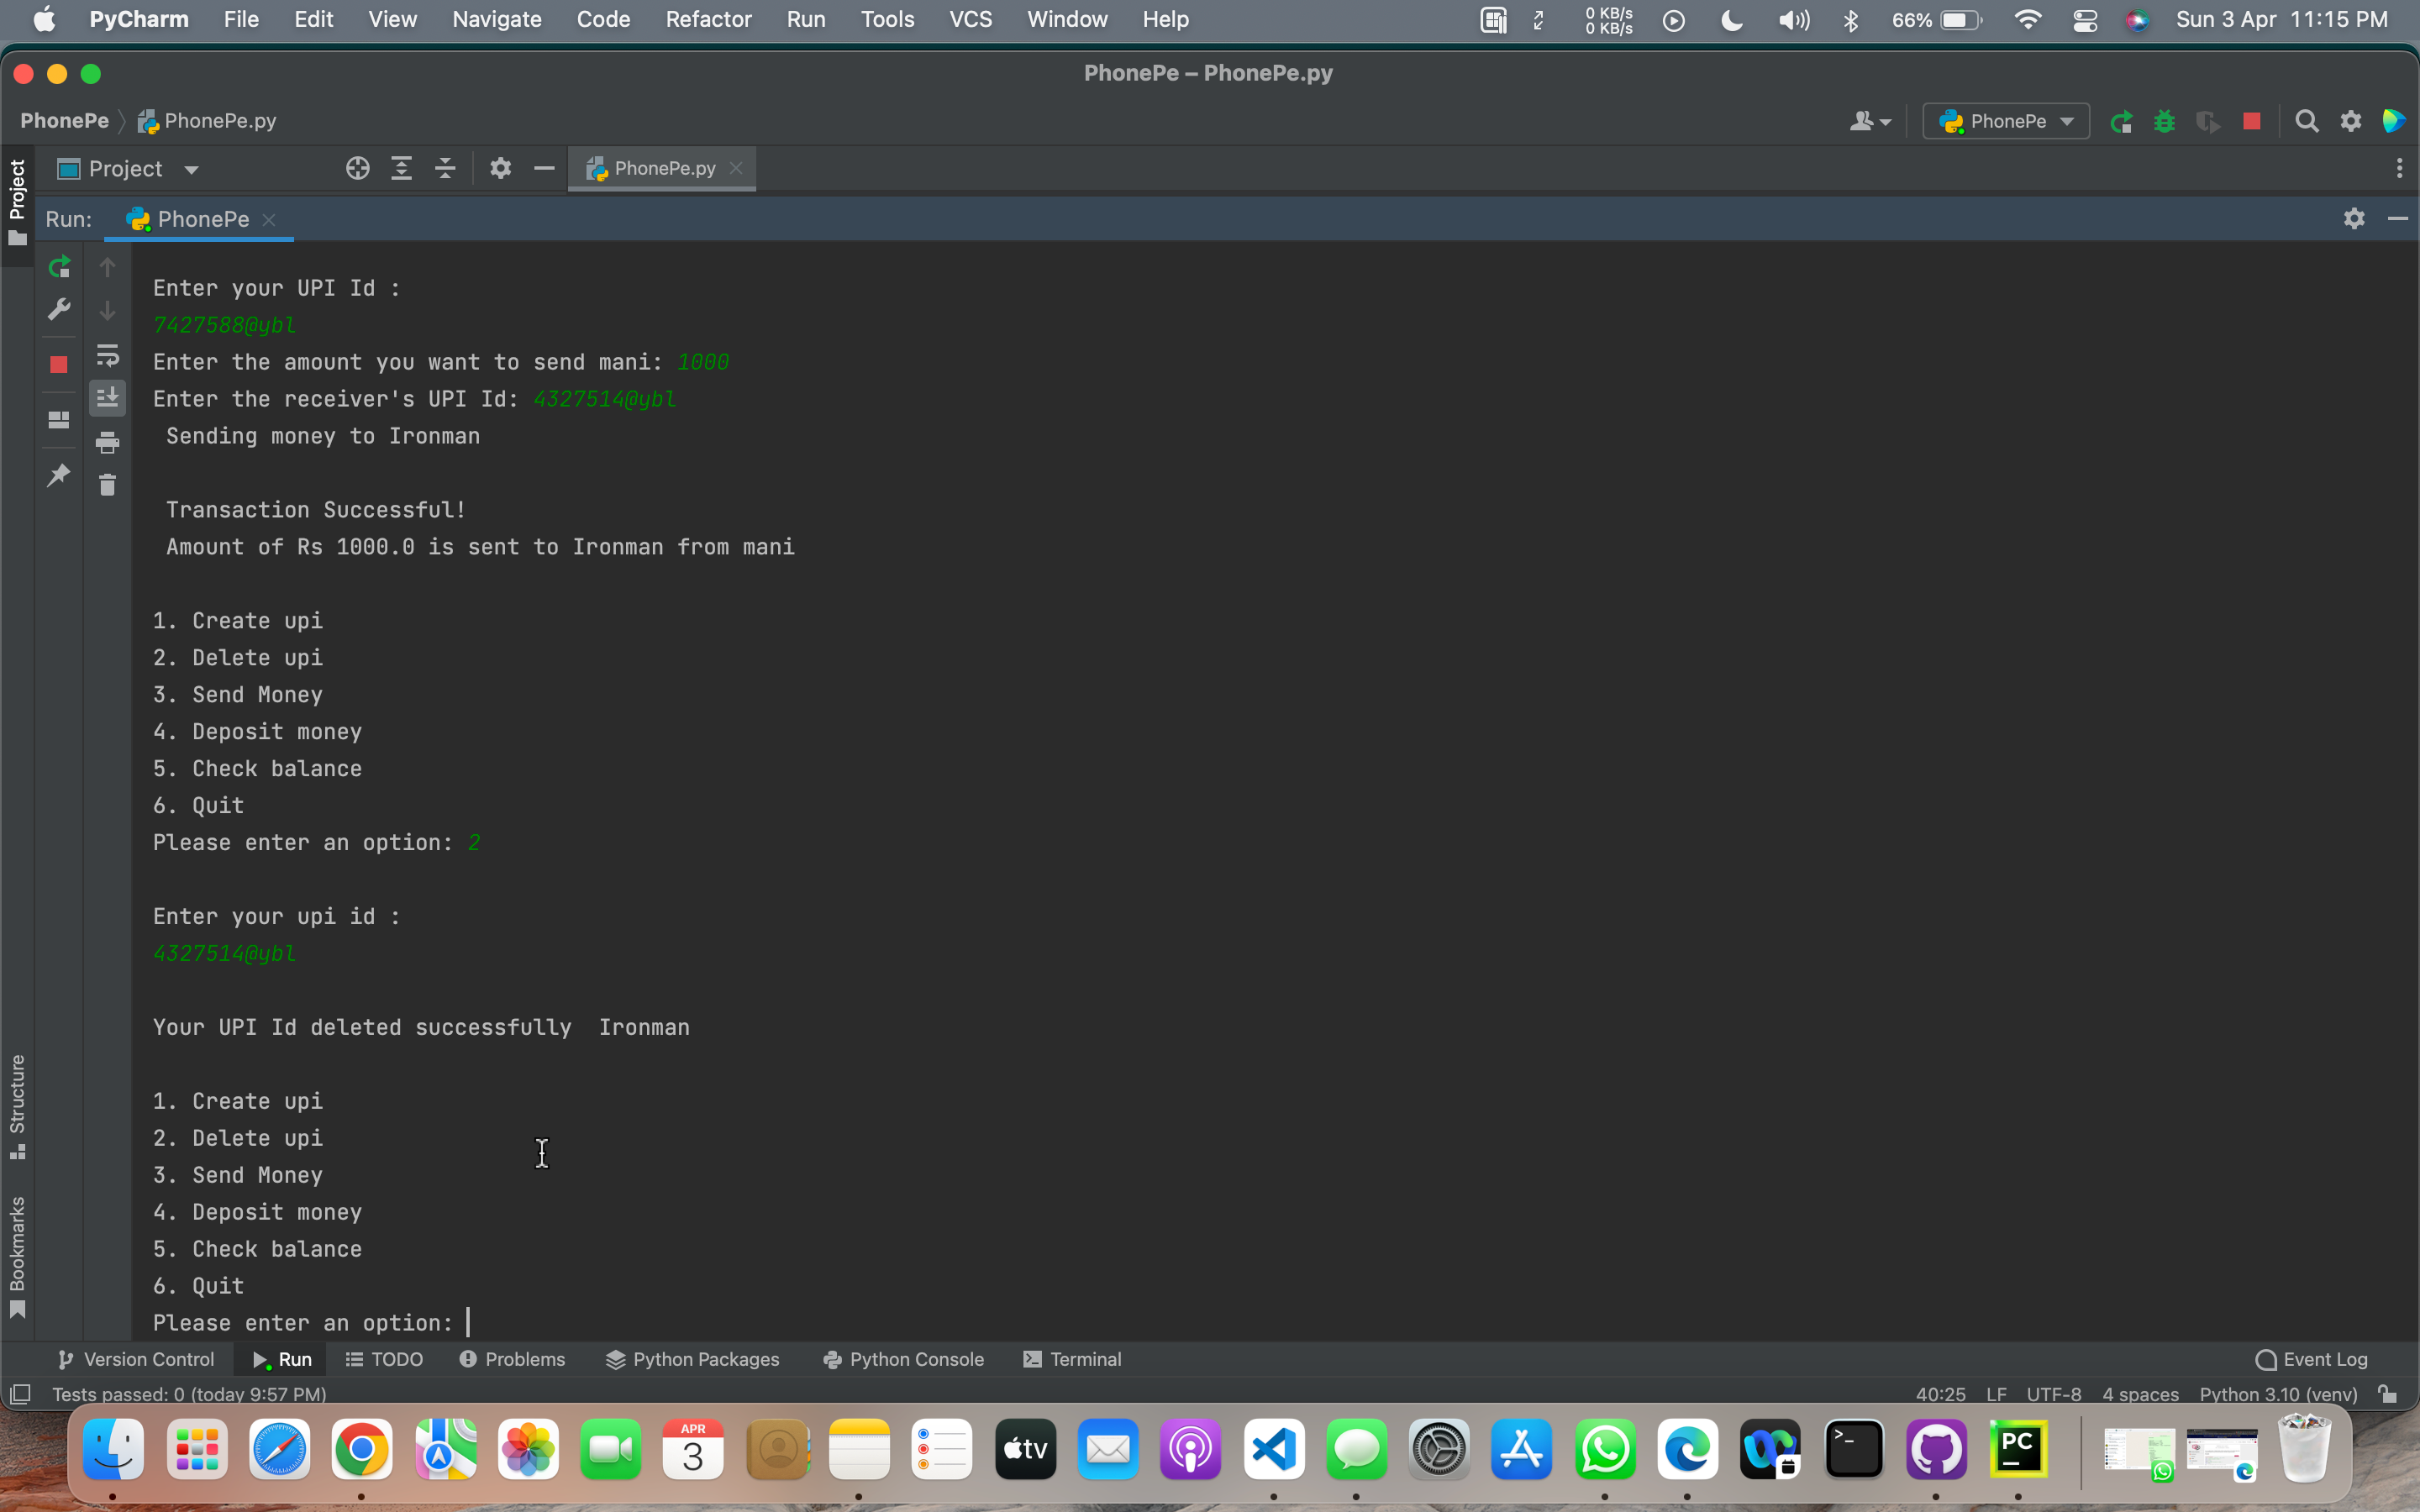 PyCharm File Edit View Navigate Code Refactor Run Tools VCS Window Help 0 KB/s 0 KB/s 66% Sun 3 Apr 11:15 PM
PhonePe – PhonePe.py
PhonePe PhonePe.py PhonePe
Project Project PhonePe.py
Run: PhonePe
Enter your UPI Id :
7427588@ybl
Enter the amount you want to send mani: 1000
Enter the receiver's UPI Id: 4327514@ybl
Sending money to Ironman
Transaction Successful!
Amount of Rs 1000.0 is sent to Ironman from mani
1. Create upi
2. Delete upi
3. Send Money
4. Deposit money
5. Check balance
6. Quit
Please enter an option: 2
Enter your upi id :
4327514@ybl
Your UPI Id deleted successfully  Ironman
1. Create upi
2. Delete upi
3. Send Money
4. Deposit money
5. Check balance
6. Quit
Please enter an option:
Structure
Bookmarks
Version Control Run TODO Problems Python Packages Python Console Terminal Event Log
Tests passed: 0 (today 9:57 PM) 40:25 LF UTF-8 4 spaces Python 3.10 (venv)
APR
3
tv
PC